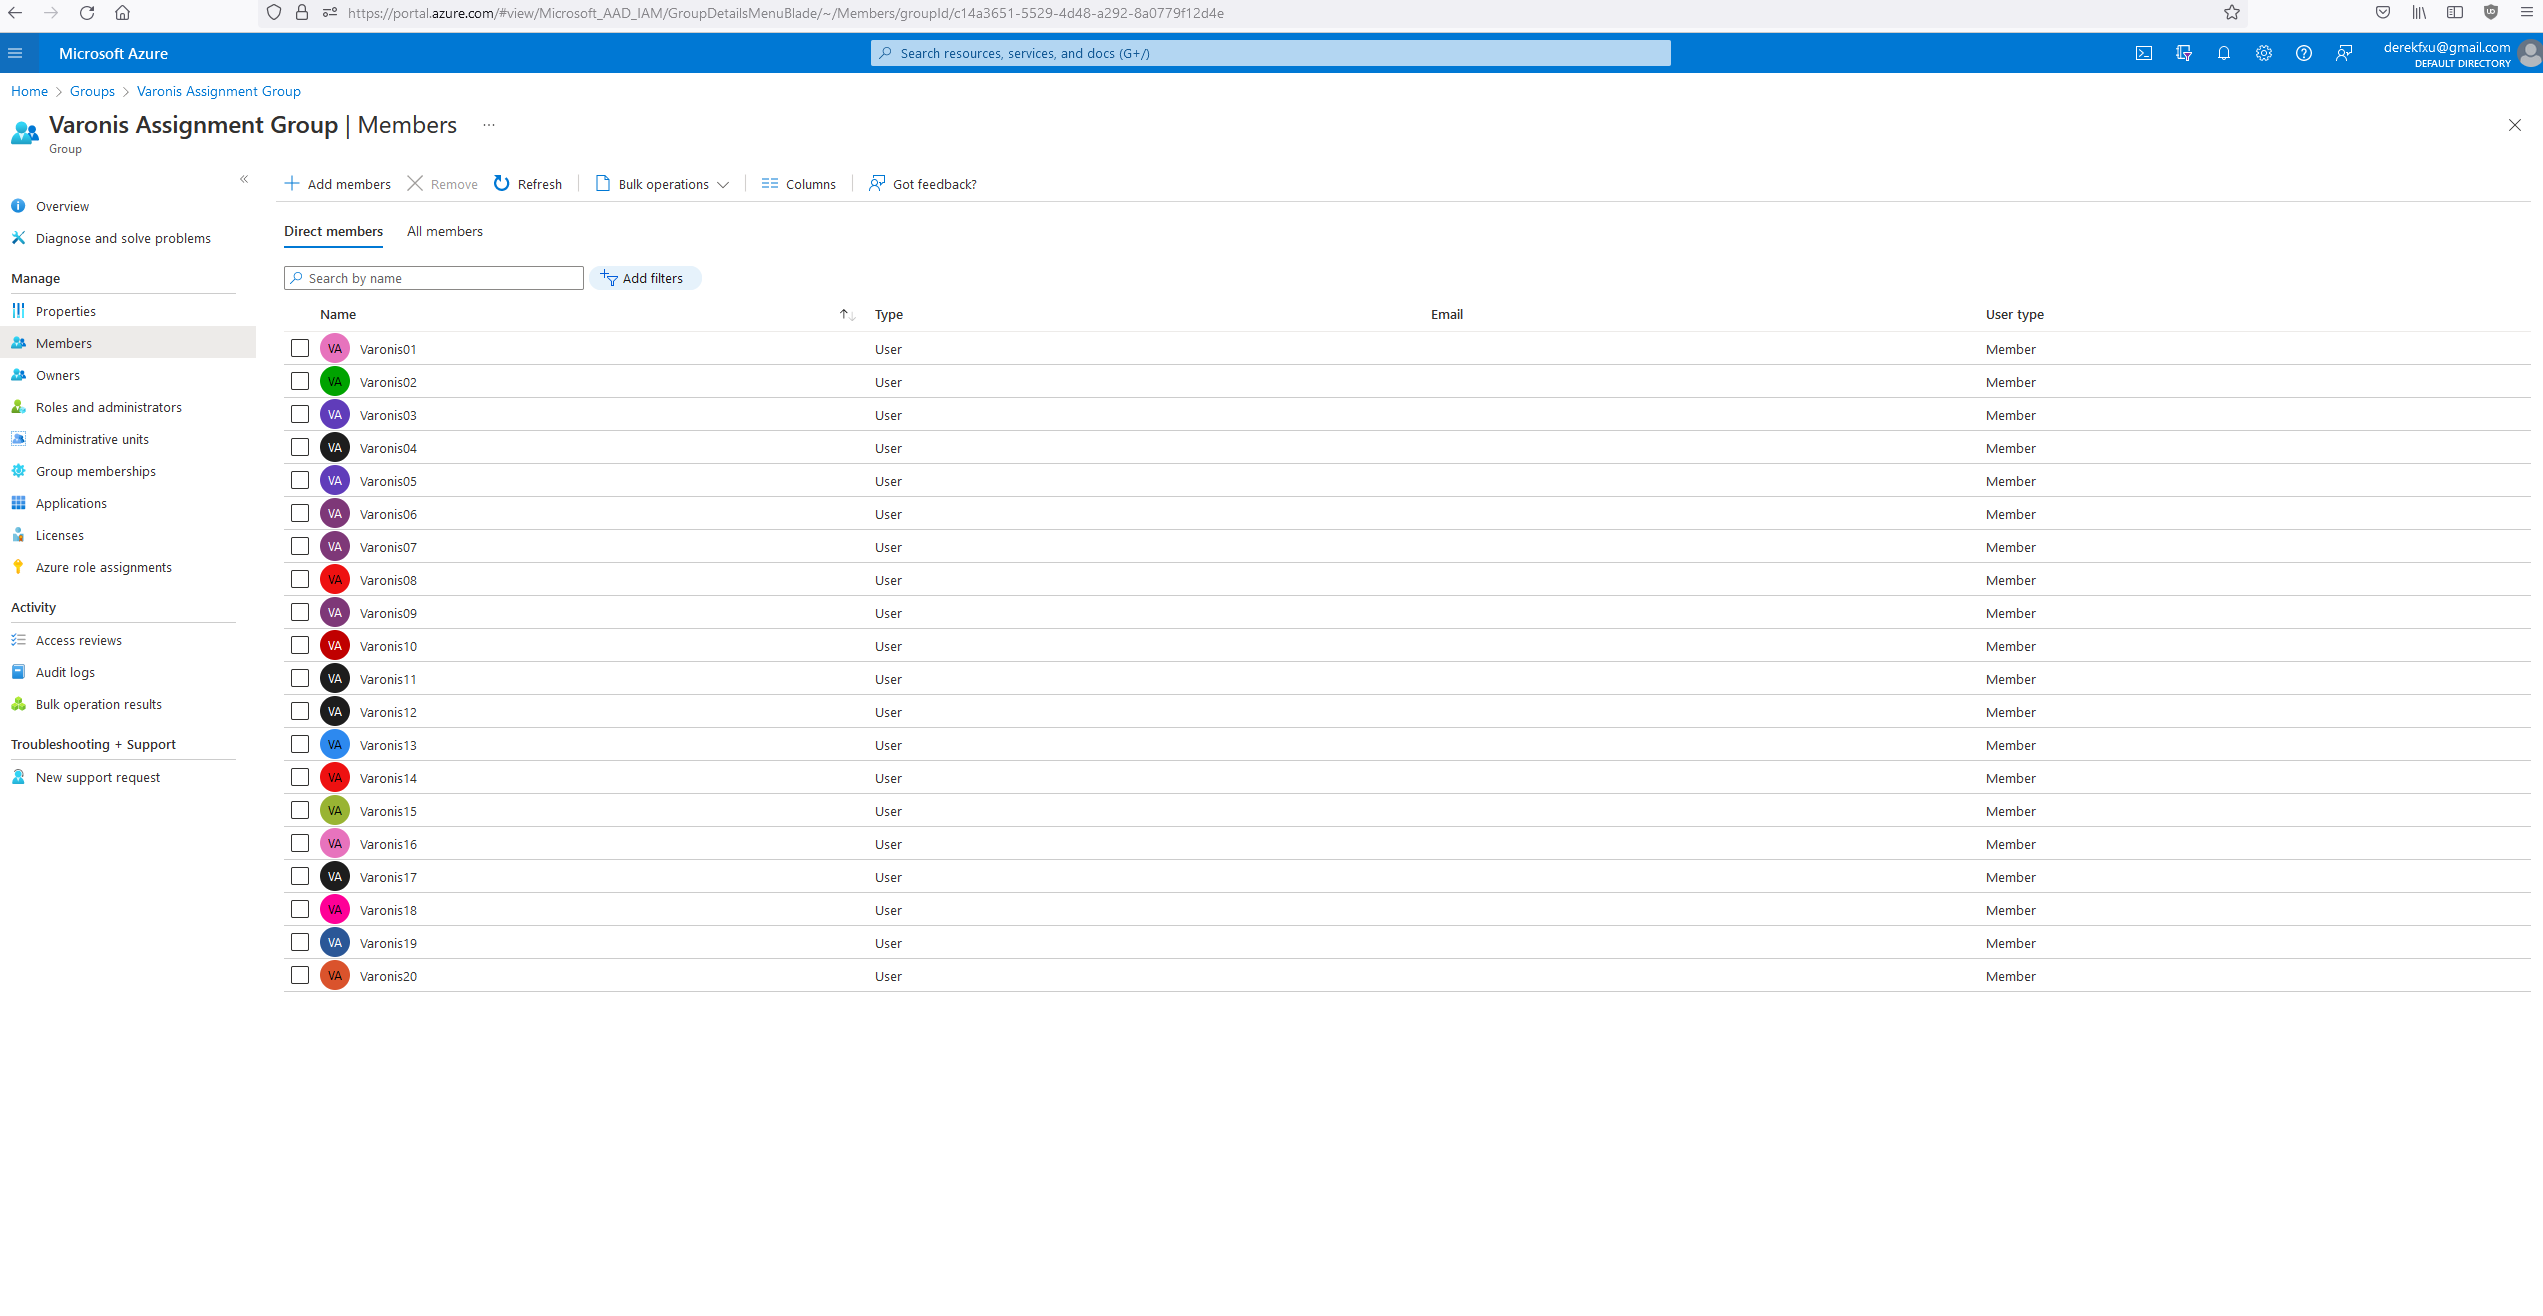 https://portal.azure.com/#view/Microsoft_AAD_IAM/GroupDetailsMenuBlade/~/Members/groupId/c14a3651-5529-4d48-a292-8a0779f12d4e
Microsoft Azure
Search resources, services, and docs (G+/)
derekfxu@gmail.com
DEFAULT DIRECTORY
Home > Groups > Varonis Assignment Group
Varonis Assignment Group | Members ...
Group
Overview
Diagnose and solve problems
Manage
Properties
Members
Owners
Roles and administrators
Administrative units
Group memberships
Applications
Licenses
Azure role assignments
Activity
Access reviews
Audit logs
Bulk operation results
Troubleshooting + Support
New support request
Add members Remove Refresh Bulk operations Columns Got feedback?
Direct members All members
Search by name Add filters
Name Type Email User type
VA Varonis01 User Member
VA Varonis02 User Member
VA Varonis03 User Member
VA Varonis04 User Member
VA Varonis05 User Member
VA Varonis06 User Member
VA Varonis07 User Member
VA Varonis08 User Member
VA Varonis09 User Member
VA Varonis10 User Member
VA Varonis11 User Member
VA Varonis12 User Member
VA Varonis13 User Member
VA Varonis14 User Member
VA Varonis15 User Member
VA Varonis16 User Member
VA Varonis17 User Member
VA Varonis18 User Member
VA Varonis19 User Member
VA Varonis20 User Member